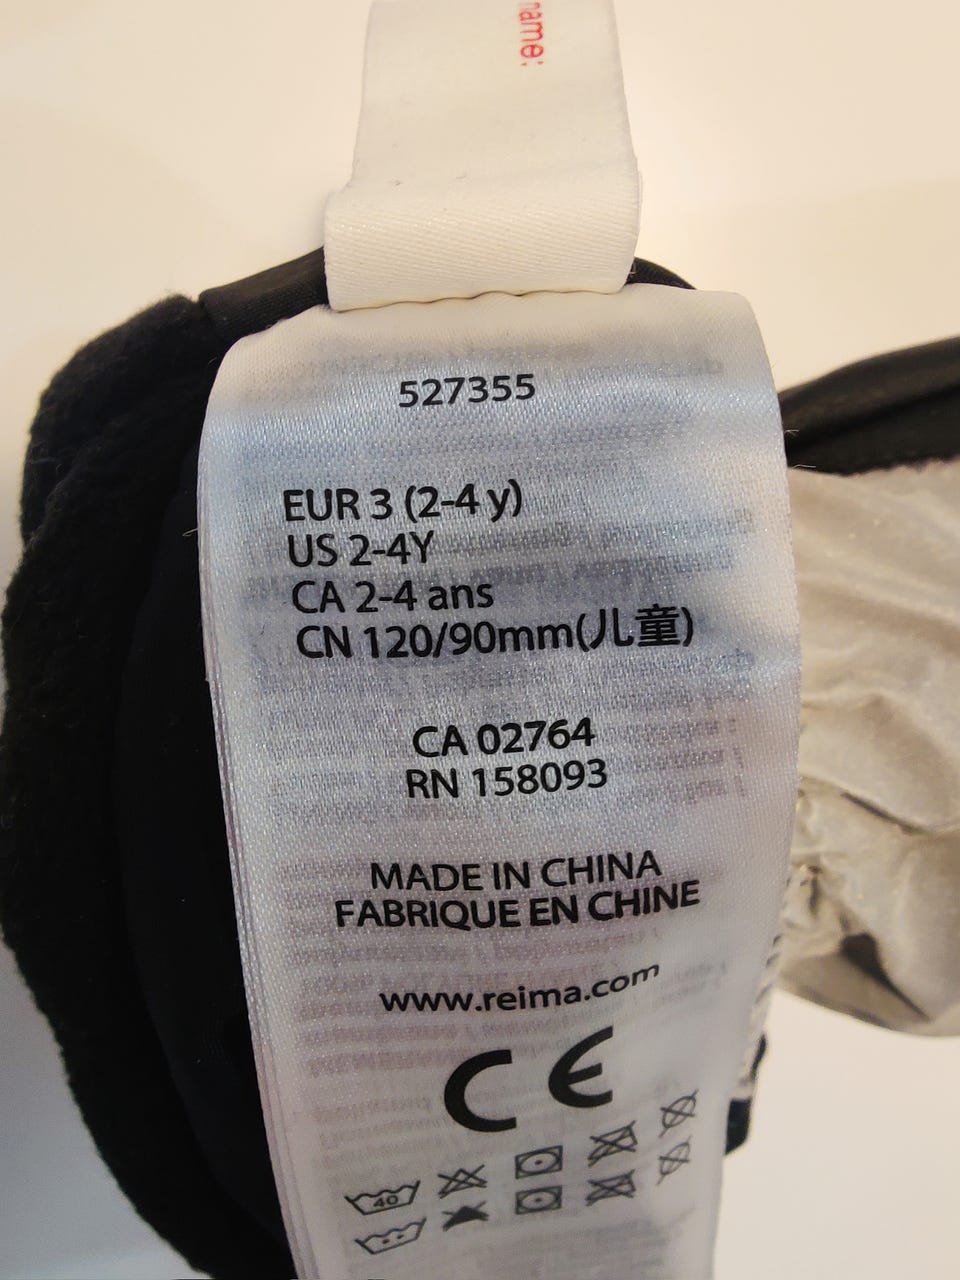 name:
527355
EUR 3 (2-4 y)
US 2-4Y
CA 2-4 ans
CN 120/90mm(儿童)
CA 02764
RN 158093
MADE IN CHINA
FABRIQUE EN CHINE
www.reima.com
CE
40